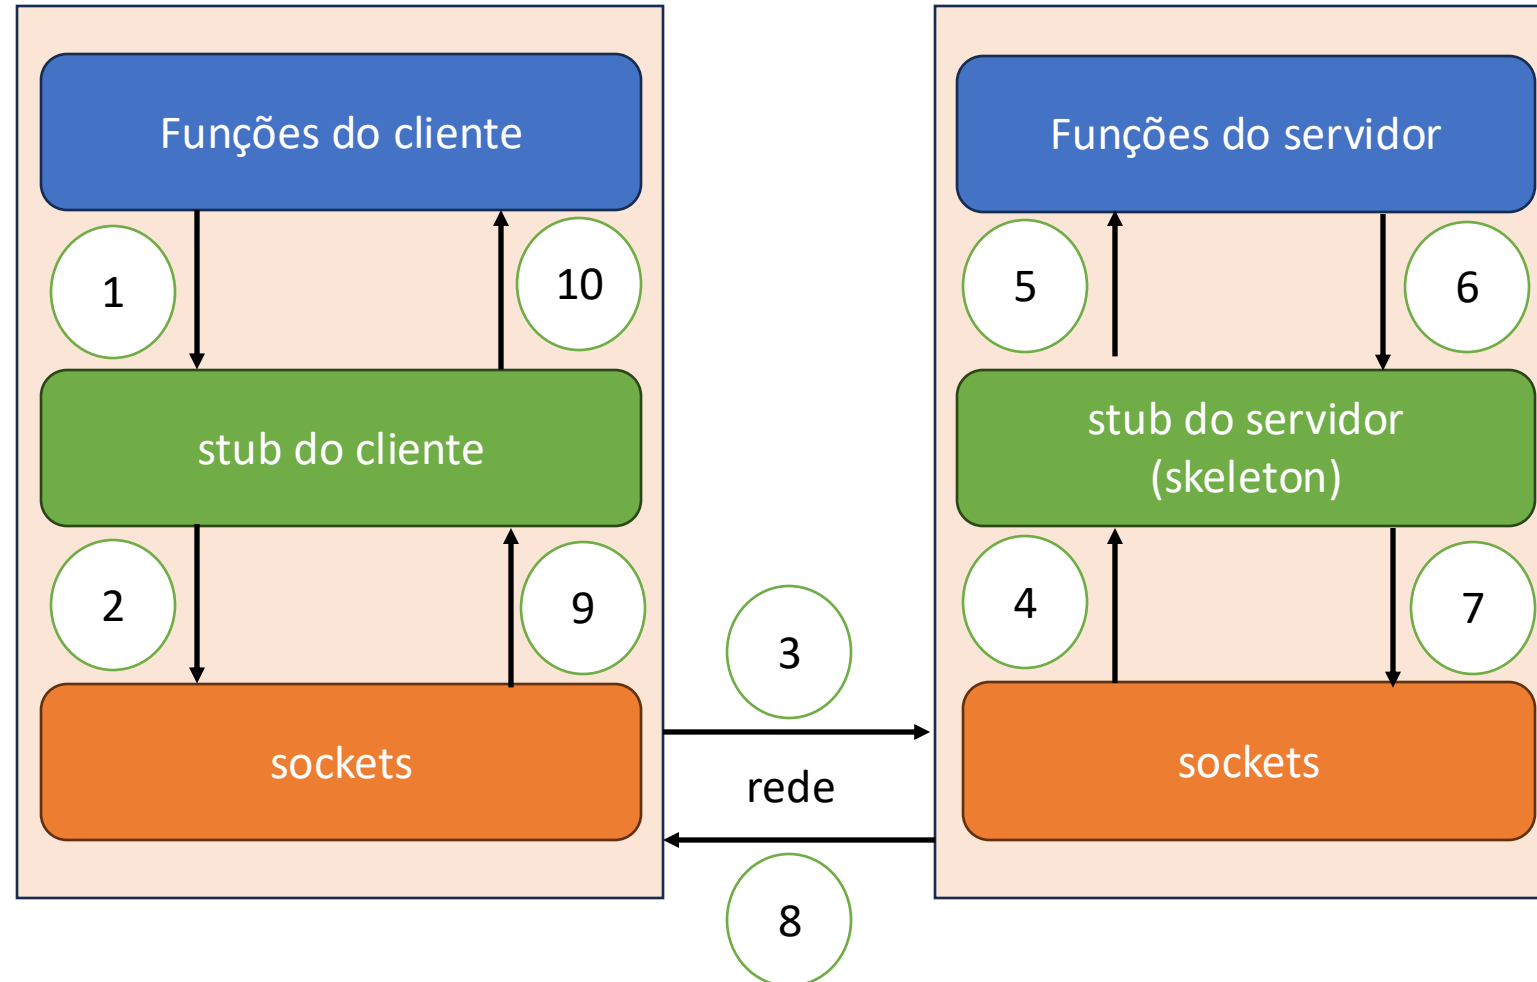 Funções do cliente
Funções do servidor
1
10
5
6
stub do cliente
stub do servidor
(skeleton)
2
9
3
4
7
sockets
rede
sockets
8